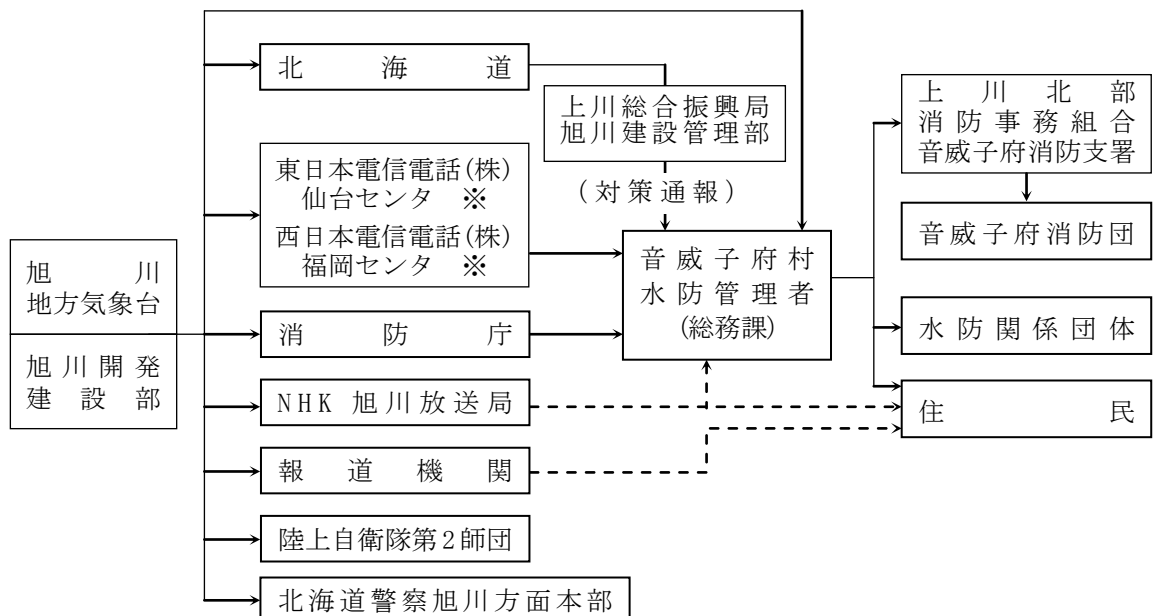 北海道
上川総合振興局
旭川建設管理部
(対策通報)
東日本電信電話(株)
仙台センタ ※
西日本電信電話(株)
福岡センタ ※
旭川
地方気象台
旭川開発
建設部
消防庁
NHK 旭川放送局
報道機関
陸上自衛隊第2師団
北海道警察旭川方面本部
音威子府村
水防管理者
(総務課)
上川北部
消防事務組合
音威子府消防支署
音威子府消防団
水防関係団体
住民